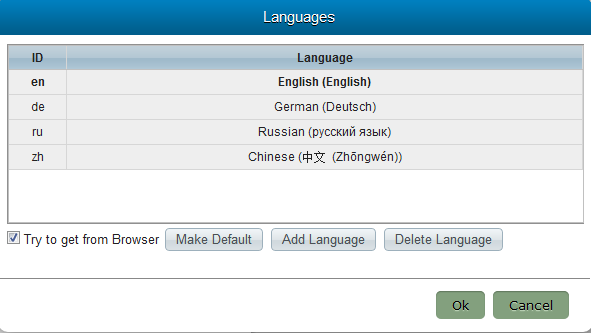 Languages
ID Language
en English (English)
de German (Deutsch)
ru Russian (русский язык)
zh Chinese (中文 (Zhōngwén))
Try to get from Browser Make Default Add Language Delete Language
Ok Cancel